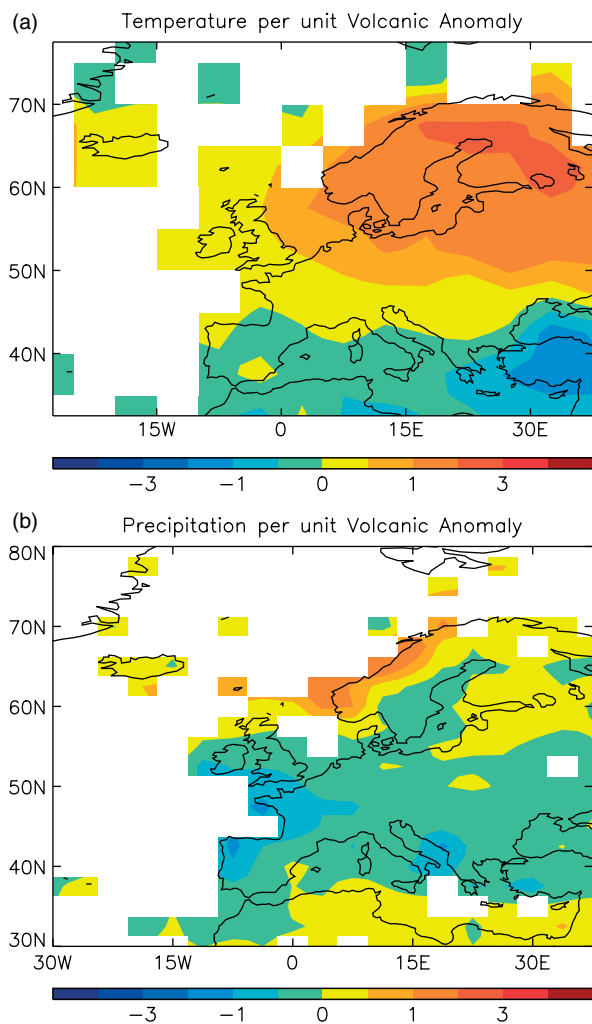 (a)
Temperature per unit Volcanic Anomaly
70N
60N
50N
40N
15W 0 15E 30E
−3 −1 0 1 3
(b)
Precipitation per unit Volcanic Anomaly
80N
70N
60N
50N
40N
30N
30W 15W 0 15E 30E
−3 −1 0 1 3